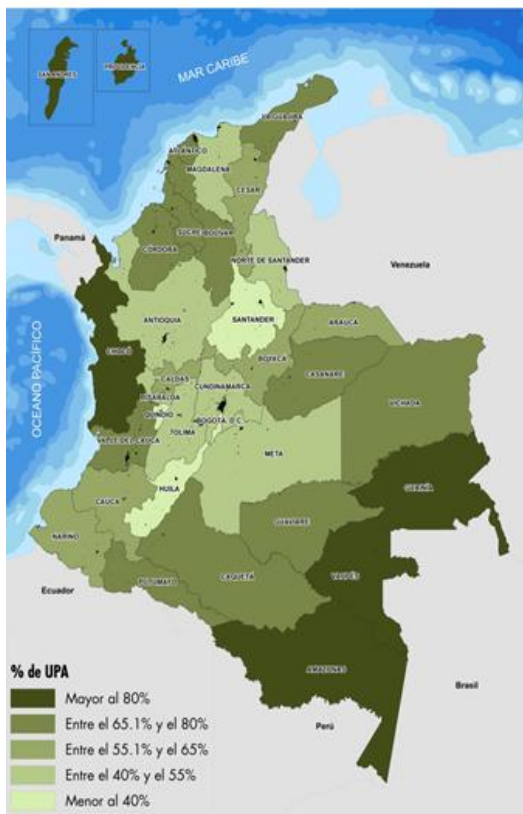 SAN ANDRES
PROVIDENCIA
MAR CARIBE
LA GUAJIRA
ATLÁNTICO
MAGDALENA
CESAR
SUCRE
BOLÍVAR
CÓRDOBA
Panamá
NORTE DE SANTANDER
Venezuela
ANTIOQUIA
SANTANDER
ARAUCA
OCEANO PACÍFICO
CHOCÓ
BOYACÁ
CALDAS
CUNDINAMARCA
CASANARE
RISARALDA
QUINDIO
BOGOTÁ, D.C.
VICHADA
TOLIMA
VALLE DEL CAUCA
META
GUAINÍA
HUILA
CAUCA
GUAVIARE
NARIÑO
VAUPÉS
CAQUETÁ
PUTUMAYO
Ecuador
AMAZONAS
Brasil
Perú
% de UPA
Mayor al 80%
Entre el 65.1% y el 80%
Entre el 55.1% y el 65%
Entre el 40% y el 55%
Menor al 40%